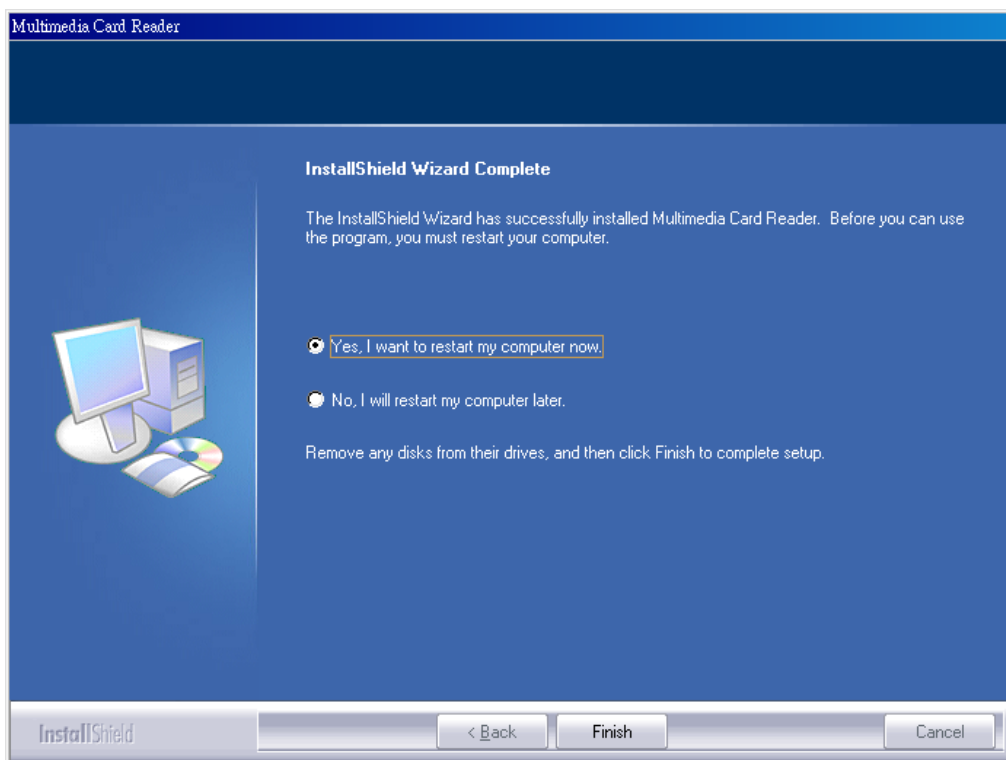 Multimedia Card Reader
InstallShield Wizard Complete
The InstallShield Wizard has successfully installed Multimedia Card Reader.  Before you can use
the program, you must restart your computer.
Yes, I want to restart my computer now.
No, I will restart my computer later.
Remove any disks from their drives, and then click Finish to complete setup.
InstallShield
< Back
Finish
Cancel